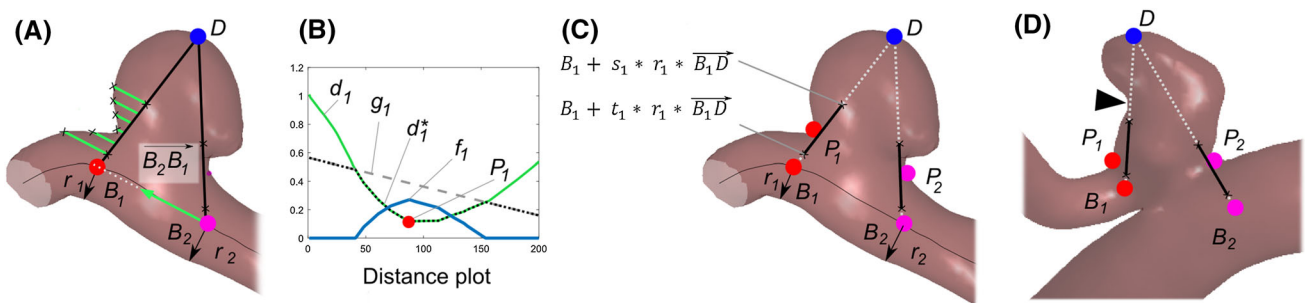 (A)
D
B₂B₁
r₁
B₁
B₂
r₂
(B)
1.2
1
0.8
0.6
0.4
0.2
0
d₁
g₁
d₁*
f₁
P₁
0 50 100 150 200
Distance plot
(C)
B₁ + s₁ * r₁ * B₁D
B₁ + t₁ * r₁ * B₁D
D
P₁
r₁
B₁
P₂
B₂
r₂
(D)
D
P₁
B₁
P₂
B₂